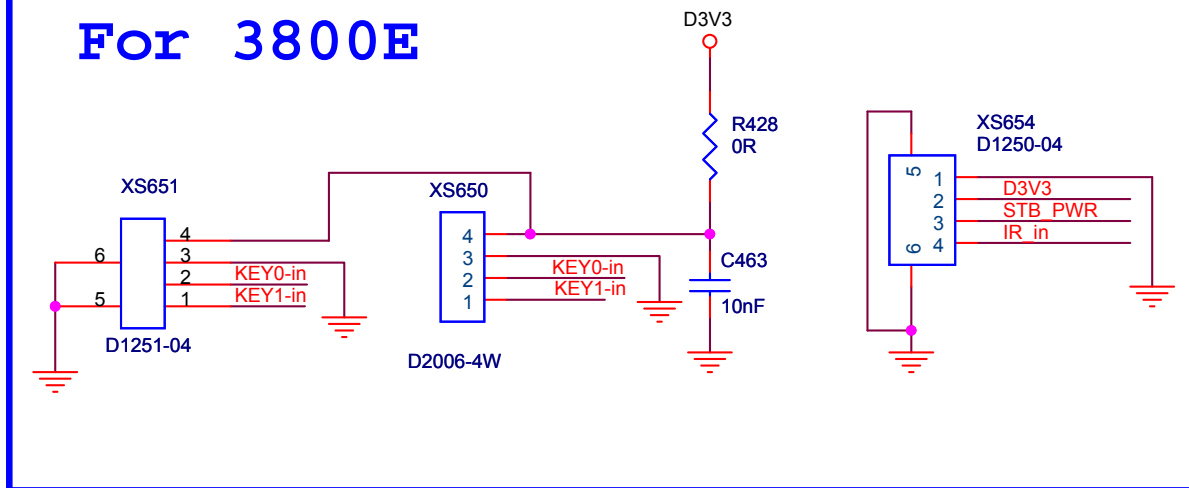 For 3800E
D3V3
R428
0R
XS654
D1250-04
XS651
XS650
5
1
D3V3
2
STB_PWR
3
IR_in
4
6
4
3
6
2
KEY0-in
5
1
KEY1-in
4
3
KEY0-in
2
KEY1-in
1
C463
10nF
D1251-04
D2006-4W